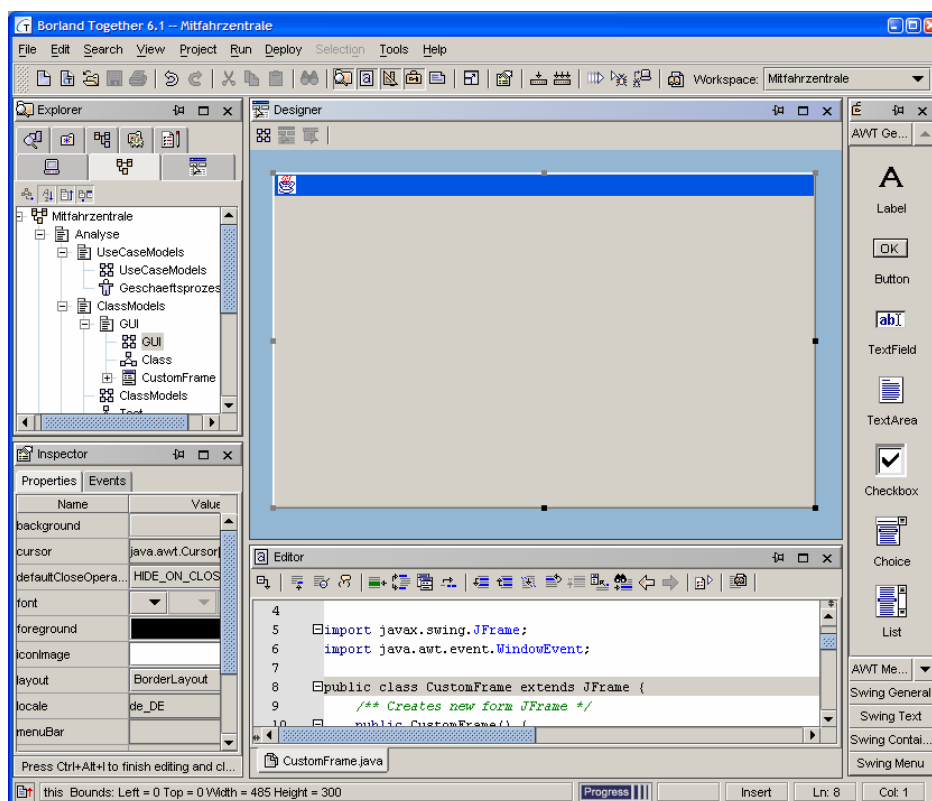 Borland Together 6.1 -- Mitfahrzentrale
File Edit Search View Project Run Deploy Selection Tools Help
Workspace: Mitfahrzentrale
Explorer
Mitfahrzentrale
Analyse
UseCaseModels
UseCaseModels
Geschaeftsprozes
ClassModels
GUI
GUI
Class
CustomFrame
ClassModels
Test
Inspector
Properties Events
Name Value
background
cursor java.awt.Cursor[
defaultCloseOpera... HIDE_ON_CLOS
font
foreground
iconImage
layout BorderLayout
locale de_DE
menuBar
Press Ctrl+Alt+I to finish editing and cl...
Designer
Editor
4
5 import javax.swing.JFrame;
6 import java.awt.event.WindowEvent;
7
8 public class CustomFrame extends JFrame {
9 /** Creates new form JFrame */
10 public CustomFrame() {
CustomFrame.java
AWT Ge...
A
Label
OK
Button
ab
TextField
TextArea
Checkbox
Choice
List
AWT Me...
Swing General
Swing Text
Swing Contai...
Swing Menu
this Bounds: Left = 0 Top = 0 Width = 485 Height = 300
Progress
Insert
Ln: 8
Col: 1